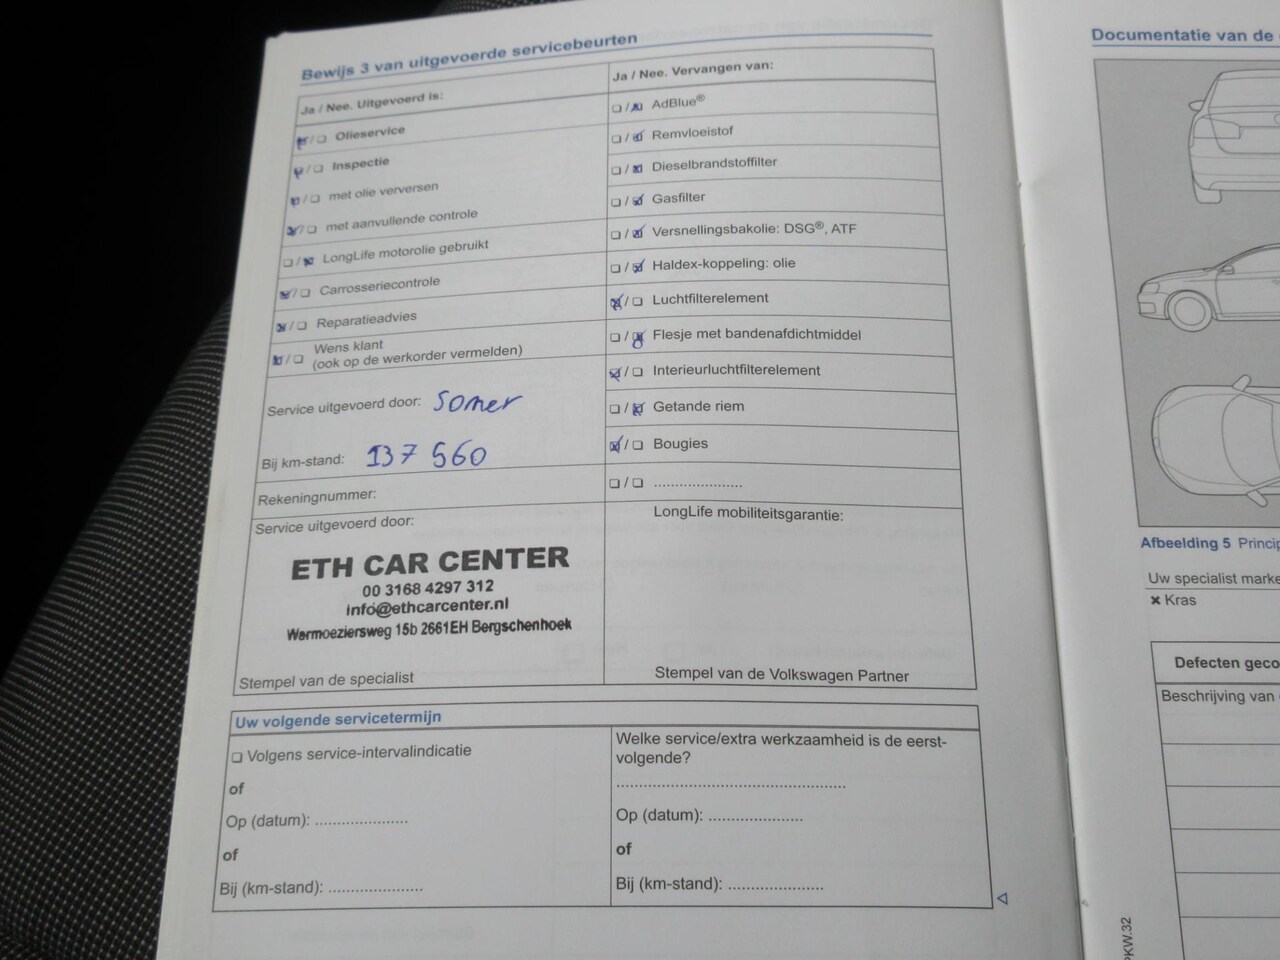 Bewijs 3 van uitgevoerde servicebeurten
Ja / Nee. Uitgevoerd is:
Olieservice
Inspectie
met olie verversen
met aanvullende controle
LongLife motorolie gebruikt
Carrosseriecontrole
Reparatieadvies
Wens klant
(ook op de werkorder vermelden)
Service uitgevoerd door: Somer
Bij km-stand: 137 560
Rekeningnummer:
Service uitgevoerd door:
ETH CAR CENTER
00 3168 4297 312
info@ethcarcenter.nl
Warmoeziersweg 15b 2661EH Bergschenhoek
Stempel van de specialist
Ja / Nee. Vervangen van:
AdBlue®
Remvloeistof
Dieselbrandstoffilter
Gasfilter
Versnellingsbakolie: DSG®, ATF
Haldex-koppeling: olie
Luchtfilterelement
Flesje met bandenafdichtmiddel
Interieurluchtfilterelement
Getande riem
Bougies
LongLife mobiliteitsgarantie:
Stempel van de Volkswagen Partner
Uw volgende servicetermijn
Volgens service-intervalindicatie
of
Op (datum): ....................
of
Bij (km-stand): ....................
Welke service/extra werkzaamheid is de eerst-
volgende?
Op (datum): ....................
of
Bij (km-stand): ....................
Documentatie van de
Afbeelding 5 Princip
Uw specialist marke
✖ Kras
Defecten geco
Beschrijving van
PKW.32